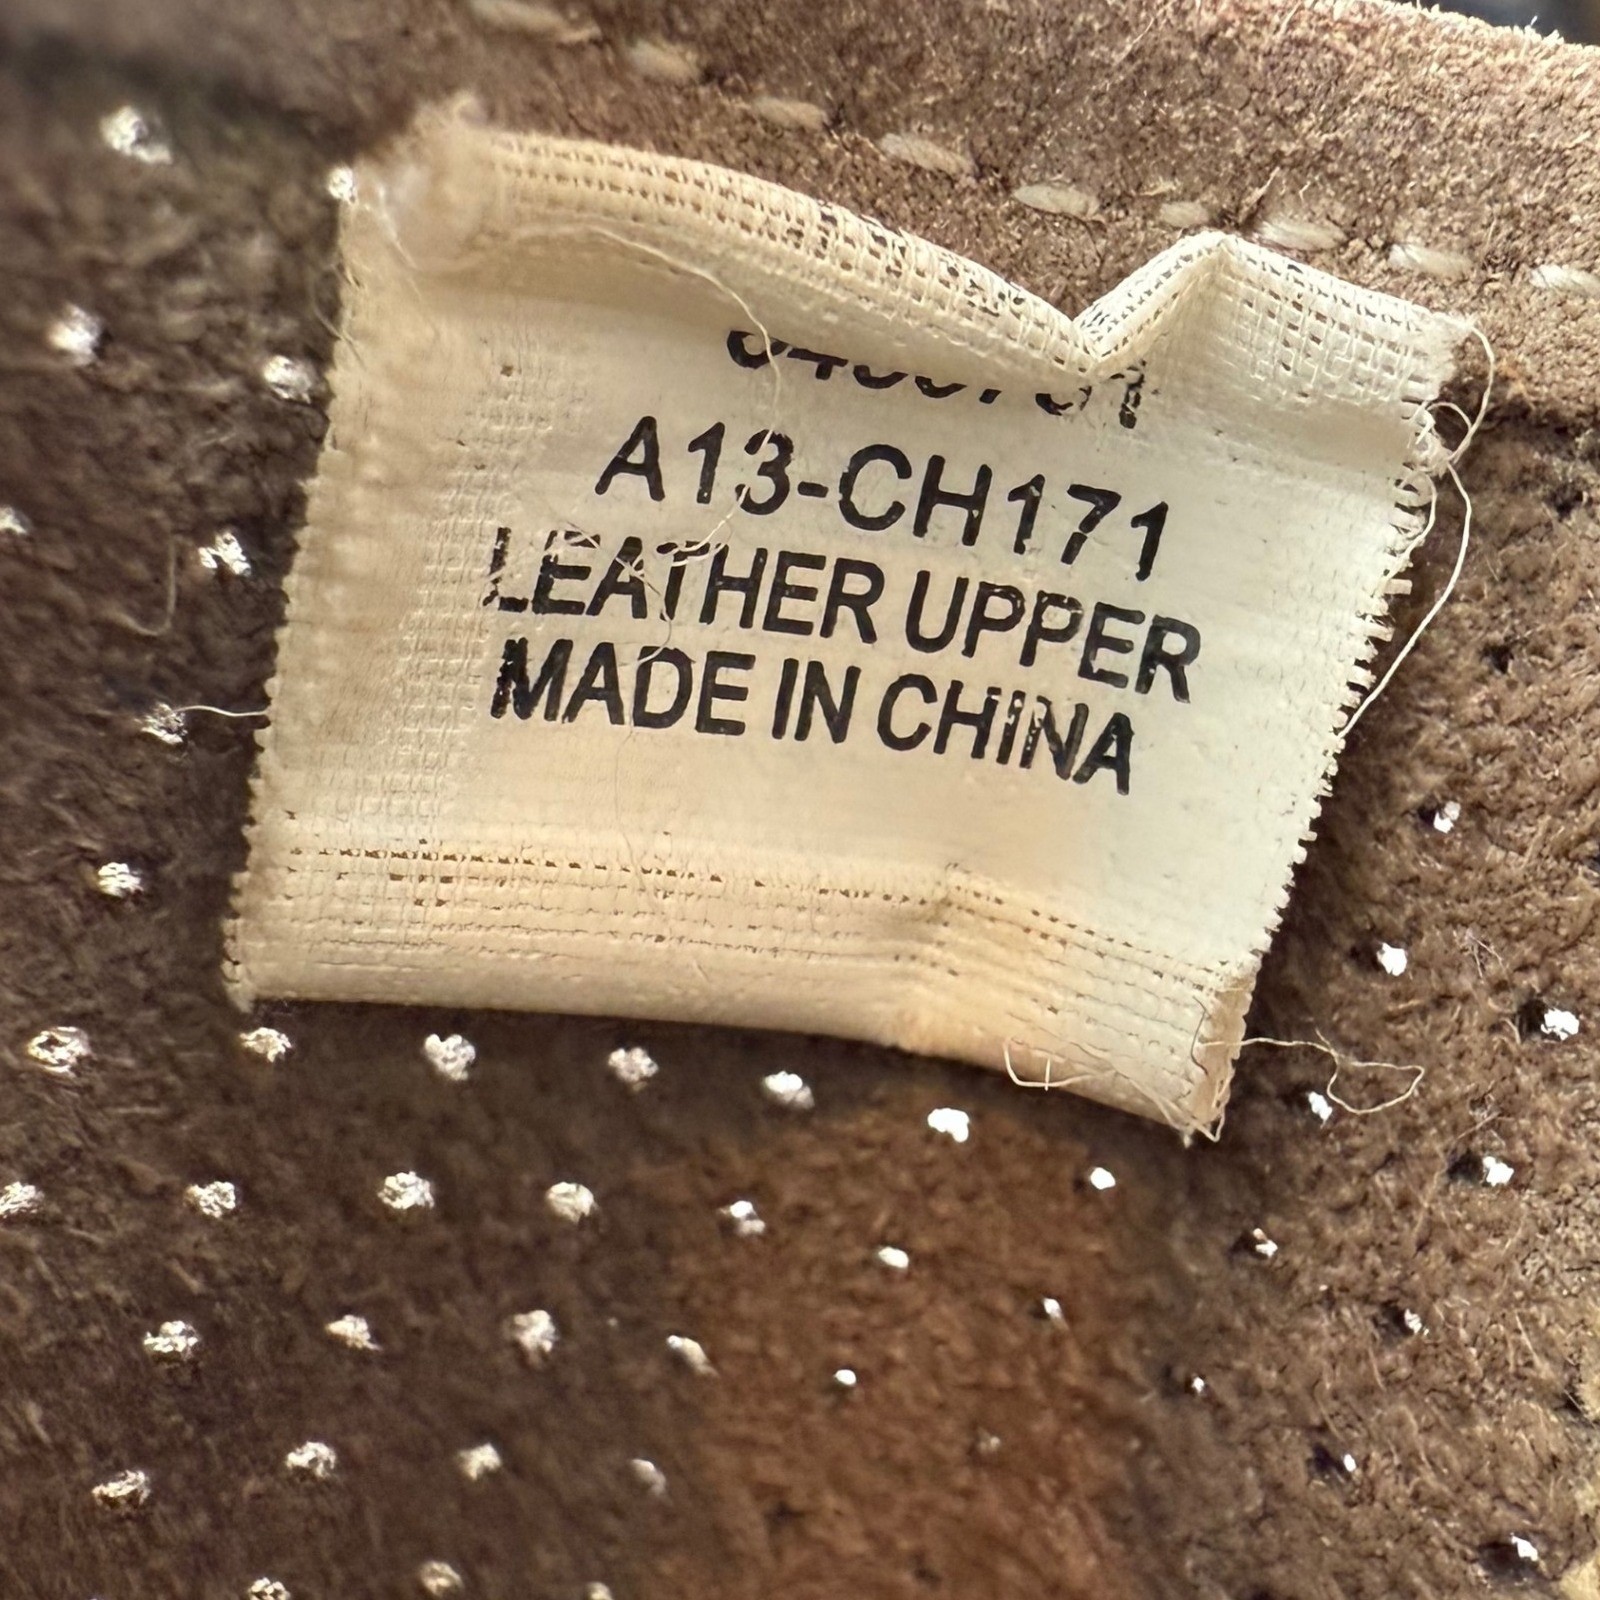 A13-CH171
LEATHER UPPER
MADE IN CHINA